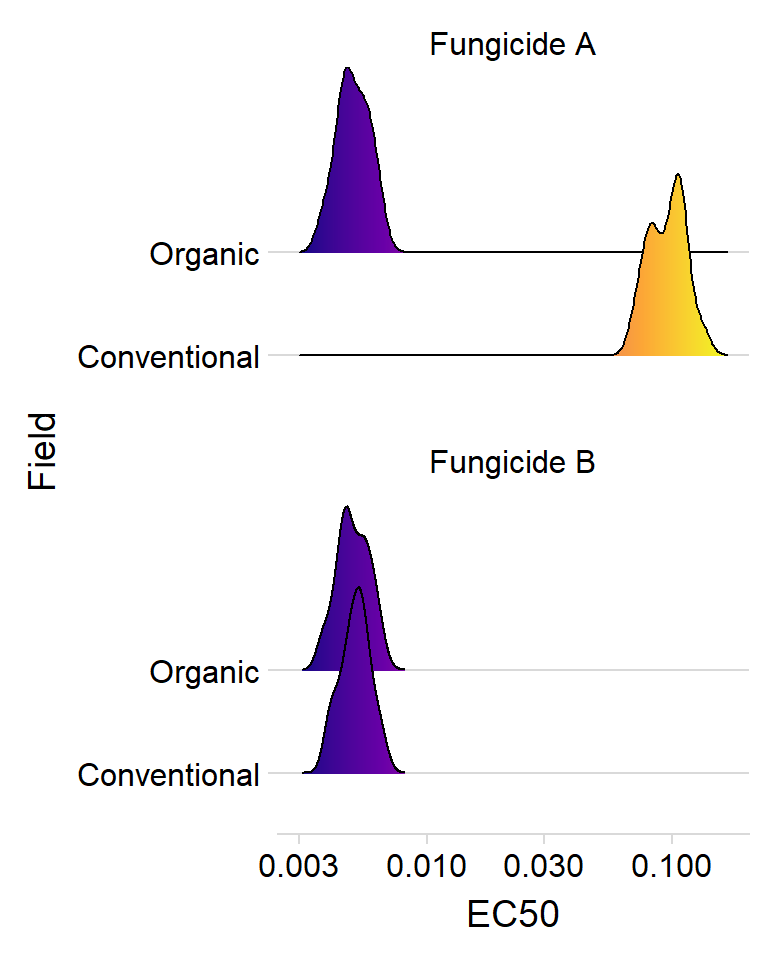 Fungicide A
Organic
Conventional
Field
Fungicide B
Organic
Conventional
0.003 0.010 0.030 0.100
EC50